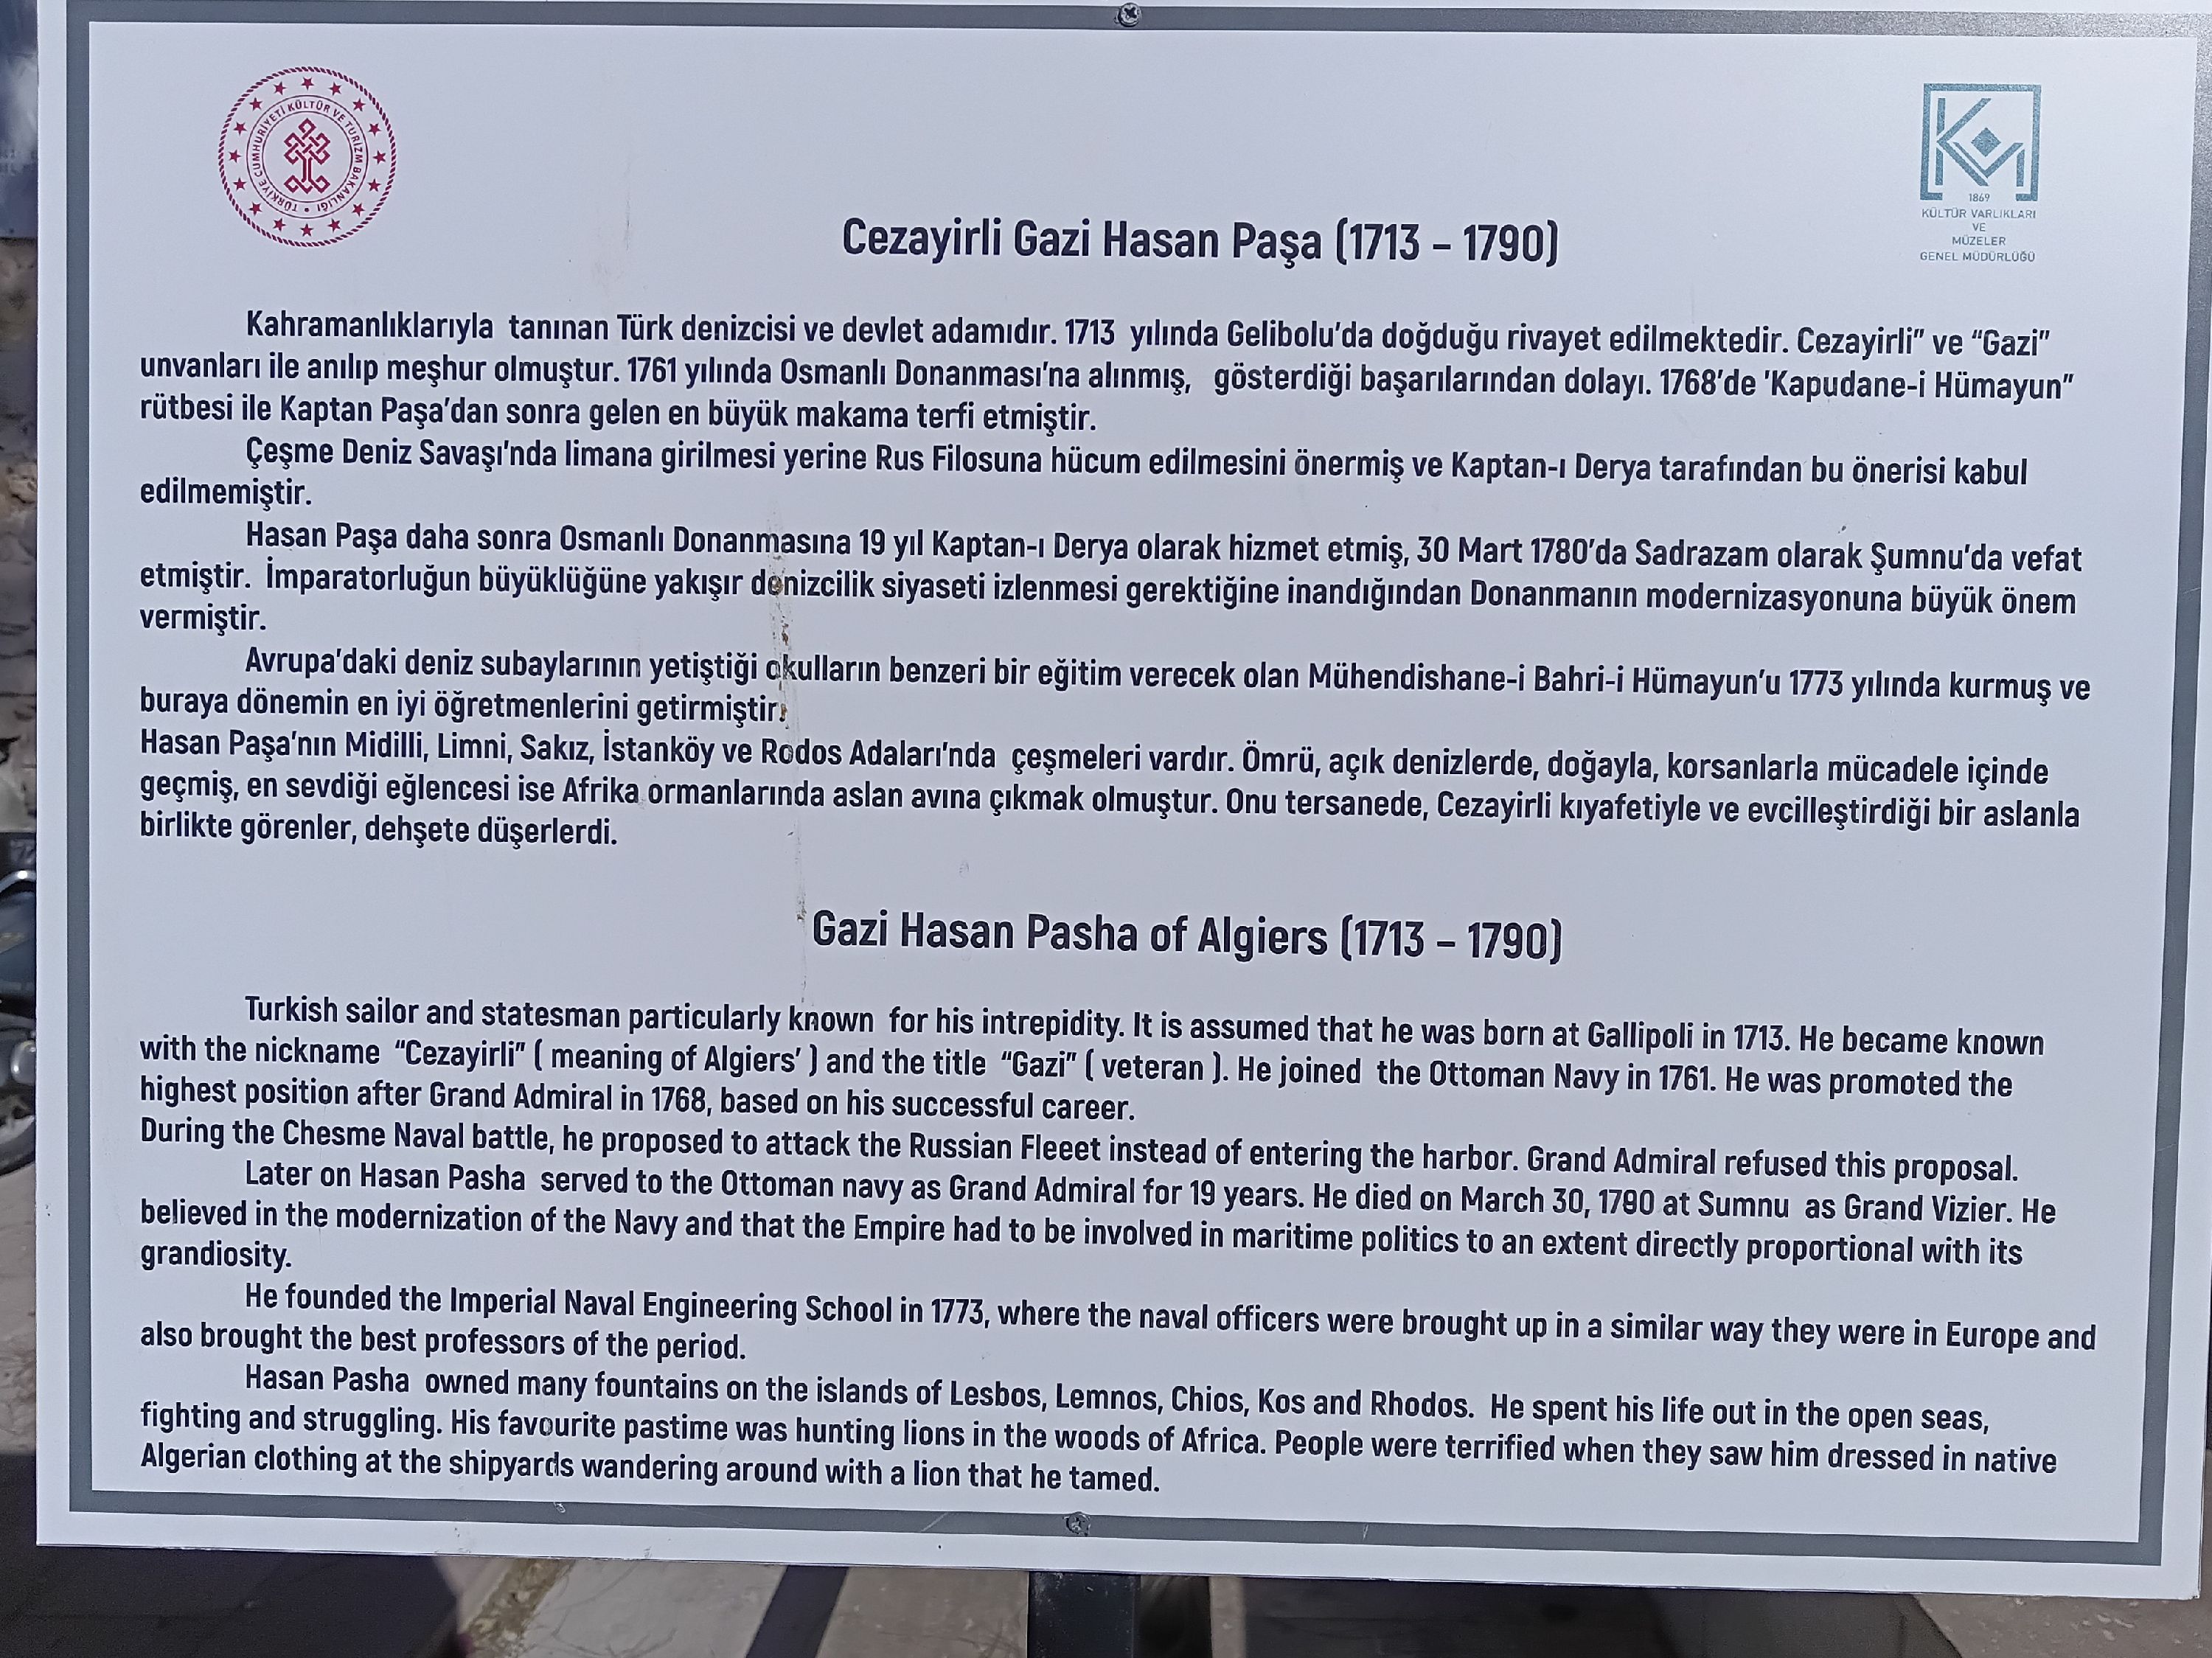 TÜRKİYE CUMHURİYETİ KÜLTÜR VE TURİZM BAKANLIĞI
1869
KÜLTÜR VARLIKLARI
VE
MÜZELER
GENEL MÜDÜRLÜĞÜ
Cezayirli Gazi Hasan Paşa (1713 – 1790)
Kahramanlıklarıyla tanınan Türk denizcisi ve devlet adamıdır. 1713 yılında Gelibolu'da doğduğu rivayet edilmektedir. Cezayirli" ve "Gazi"
unvanları ile anılıp meşhur olmuştur. 1761 yılında Osmanlı Donanması'na alınmış, gösterdiği başarılarından dolayı. 1768'de 'Kapudane-i Hümayun"
rütbesi ile Kaptan Paşa'dan sonra gelen en büyük makama terfi etmiştir.
Çeşme Deniz Savaşı'nda limana girilmesi yerine Rus Filosuna hücum edilmesini önermiş ve Kaptan-ı Derya tarafından bu önerisi kabul
edilmemiştir.
Hasan Paşa daha sonra Osmanlı Donanmasına 19 yıl Kaptan-ı Derya olarak hizmet etmiş, 30 Mart 1780'da Sadrazam olarak Şumnu'da vefat
etmiştir. İmparatorluğun büyüklüğüne yakışır denizcilik siyaseti izlenmesi gerektiğine inandığından Donanmanın modernizasyonuna büyük önem
vermiştir.
Avrupa'daki deniz subaylarının yetiştiği okulların benzeri bir eğitim verecek olan Mühendishane-i Bahri-i Hümayun'u 1773 yılında kurmuş ve
buraya dönemin en iyi öğretmenlerini getirmiştir.
Hasan Paşa'nın Midilli, Limni, Sakız, İstanköy ve Rodos Adaları'nda çeşmeleri vardır. Ömrü, açık denizlerde, doğayla, korsanlarla mücadele içinde
geçmiş, en sevdiği eğlencesi ise Afrika ormanlarında aslan avına çıkmak olmuştur. Onu tersanede, Cezayirli kıyafetiyle ve evcilleştirdiği bir aslanla
birlikte görenler, dehşete düşerlerdi.
Gazi Hasan Pasha of Algiers (1713 – 1790)
Turkish sailor and statesman particularly known for his intrepidity. It is assumed that he was born at Gallipoli in 1713. He became known
with the nickname "Cezayirli" ( meaning of Algiers' ) and the title "Gazi" ( veteran ). He joined the Ottoman Navy in 1761. He was promoted the
highest position after Grand Admiral in 1768, based on his successful career.
During the Chesme Naval battle, he proposed to attack the Russian Fleeet instead of entering the harbor. Grand Admiral refused this proposal.
Later on Hasan Pasha served to the Ottoman navy as Grand Admiral for 19 years. He died on March 30, 1790 at Sumnu as Grand Vizier. He
believed in the modernization of the Navy and that the Empire had to be involved in maritime politics to an extent directly proportional with its
grandiosity.
He founded the Imperial Naval Engineering School in 1773, where the naval officers were brought up in a similar way they were in Europe and
also brought the best professors of the period.
Hasan Pasha owned many fountains on the islands of Lesbos, Lemnos, Chios, Kos and Rhodos. He spent his life out in the open seas,
fighting and struggling. His favourite pastime was hunting lions in the woods of Africa. People were terrified when they saw him dressed in native
Algerian clothing at the shipyards wandering around with a lion that he tamed.